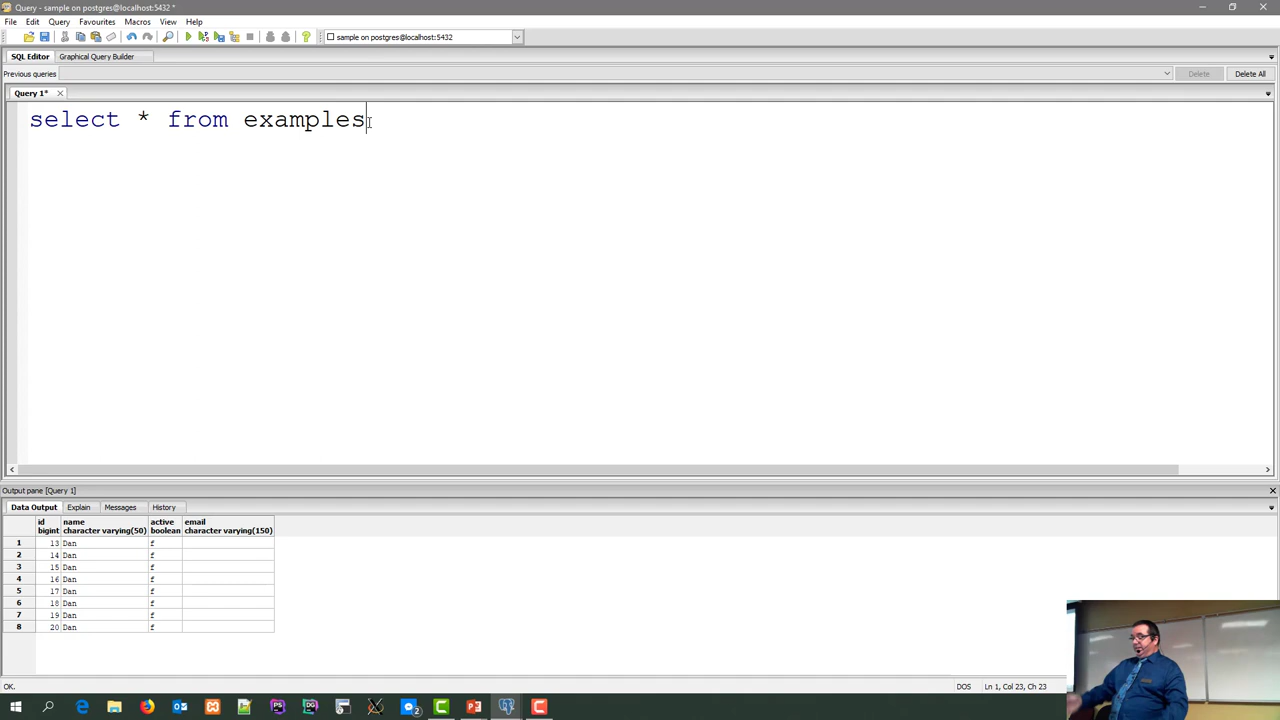 Query - sample on postgres@localhost:5432 *
File Edit Query Favourites Macros View Help
sample on postgres@localhost:5432
SQL Editor Graphical Query Builder
Previous queries Delete Delete All
Query 1*
select * from examples
Output pane [Query 1]
Data Output Explain Messages History
id name active email
bigint character varying(50) boolean character varying(150)
1 13 Dan f
2 14 Dan f
3 15 Dan f
4 16 Dan f
5 17 Dan f
6 18 Dan f
7 19 Dan f
8 20 Dan f
OK. DOS Ln 1, Col 23, Ch 23